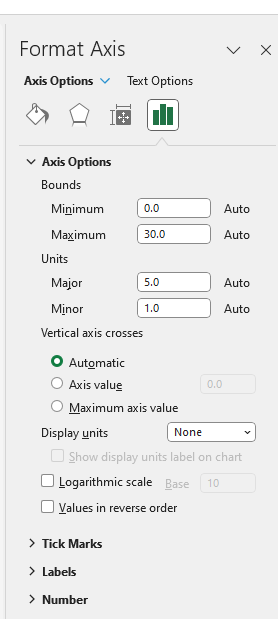 Format Axis
Axis Options Text Options
Axis Options
Bounds
Minimum 0.0 Auto
Maximum 30.0 Auto
Units
Major 5.0 Auto
Minor 1.0 Auto
Vertical axis crosses
Automatic
Axis value 0.0
Maximum axis value
Display units None
Show display units label on chart
Logarithmic scale Base 10
Values in reverse order
Tick Marks
Labels
Number